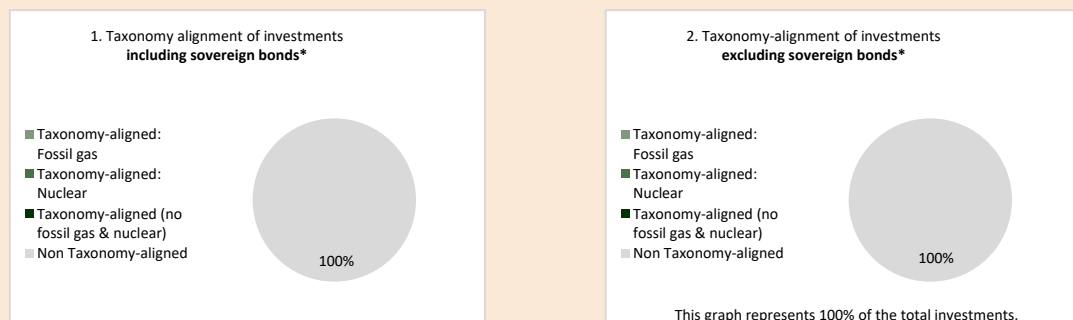 1. Taxonomy alignment of investments
including sovereign bonds*
Taxonomy-aligned:
Fossil gas
Taxonomy-aligned:
Nuclear
Taxonomy-aligned (no
fossil gas & nuclear)
Non Taxonomy-aligned
100%
2. Taxonomy-alignment of investments
excluding sovereign bonds*
Taxonomy-aligned:
Fossil gas
Taxonomy-aligned:
Nuclear
Taxonomy-aligned (no
fossil gas & nuclear)
Non Taxonomy-aligned
100%
This graph represents 100% of the total investments.